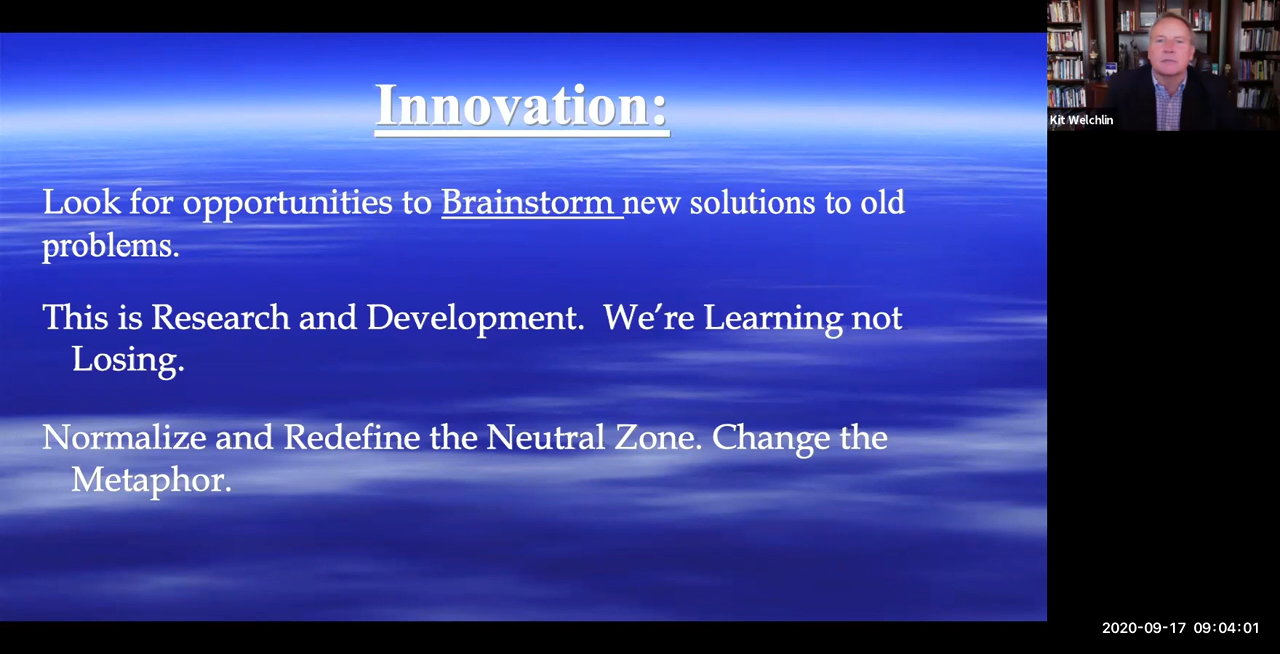 Innovation:
Look for opportunities to Brainstorm new solutions to old
problems.
This is Research and Development.  We’re Learning not
Losing.
Normalize and Redefine the Neutral Zone. Change the
Metaphor.
Kit Welchlin
2020-09-17 09:04:01